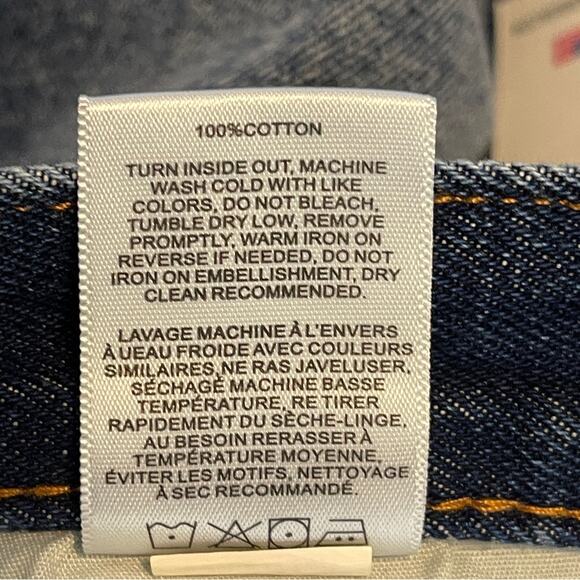 100%COTTON
TURN INSIDE OUT, MACHINE
WASH COLD WITH LIKE
COLORS, DO NOT BLEACH,
TUMBLE DRY LOW, REMOVE
PROMPTLY, WARM IRON ON
REVERSE IF NEEDED, DO NOT
IRON ON EMBELLISHMENT, DRY
CLEAN RECOMMENDED.
LAVAGE MACHINE À L'ENVERS
À UEAU FROIDE AVEC COULEURS
SIMILAIRES, NE RAS JAVELUSER,
SÉCHAGE MACHINE BASSE
TEMPÉRATURE, RE TIRER
RAPIDEMENT DU SÈCHE-LINGE,
AU BESOIN RERASSER À
TEMPÉRATURE MOYENNE,
ÉVITER LES MOTIFS, NETTOYAGE
À SEC RECOMMANDÉ.